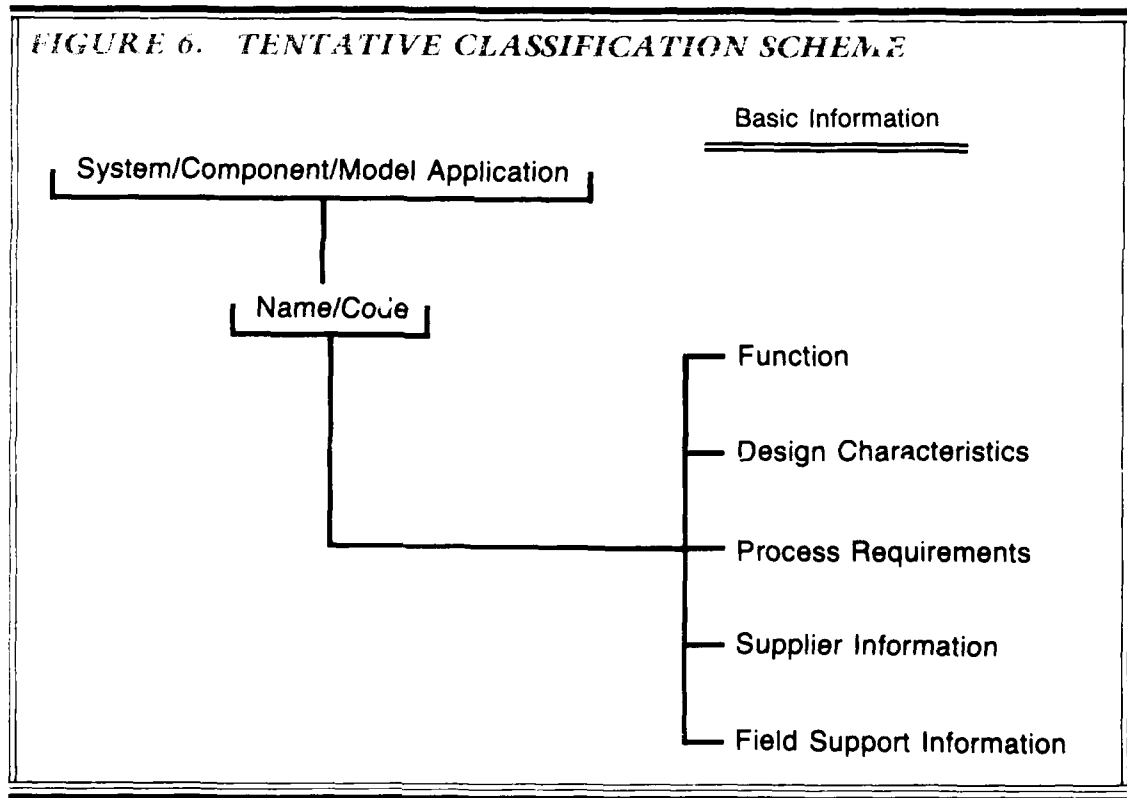 FIGURE 6. TENTATIVE CLASSIFICATION SCHEME
Basic Information
System/Component/Model Application
Name/Code
Function
Design Characteristics
Process Requirements
Supplier Information
Field Support Information